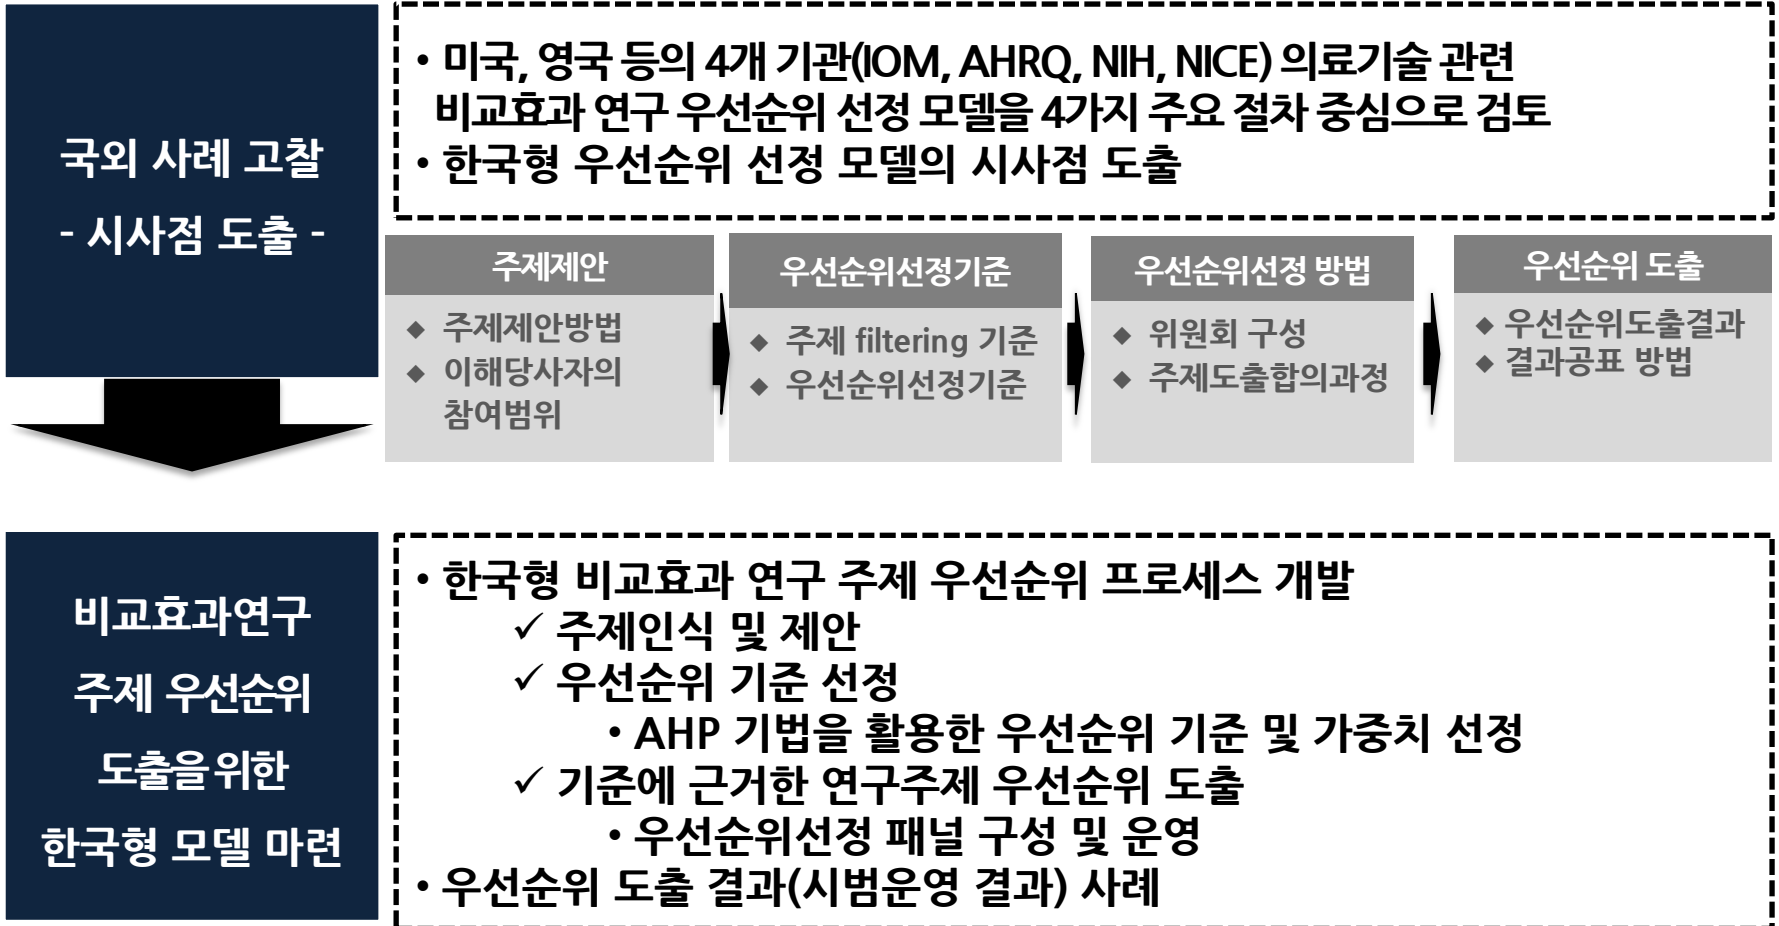 국외 사례 고찰
- 시사점 도출 -
• 미국, 영국 등의 4개 기관(IOM, AHRQ, NIH, NICE) 의료기술 관련
비교효과 연구 우선순위 선정 모델을 4가지 주요 절차 중심으로 검토
• 한국형 우선순위 선정 모델의 시사점 도출
주제제안
◆ 주제제안방법
◆ 이해당사자의
참여범위
우선순위선정기준
◆ 주제 filtering 기준
◆ 우선순위선정기준
우선순위선정 방법
◆ 위원회 구성
◆ 주제도출합의과정
우선순위 도출
◆ 우선순위도출결과
◆ 결과공표 방법
비교효과연구
주제 우선순위
도출을 위한
한국형 모델 마련
• 한국형 비교효과 연구 주제 우선순위 프로세스 개발
✓ 주제인식 및 제안
✓ 우선순위 기준 선정
• AHP 기법을 활용한 우선순위 기준 및 가중치 선정
✓ 기준에 근거한 연구주제 우선순위 도출
• 우선순위선정 패널 구성 및 운영
• 우선순위 도출 결과(시범운영 결과) 사례